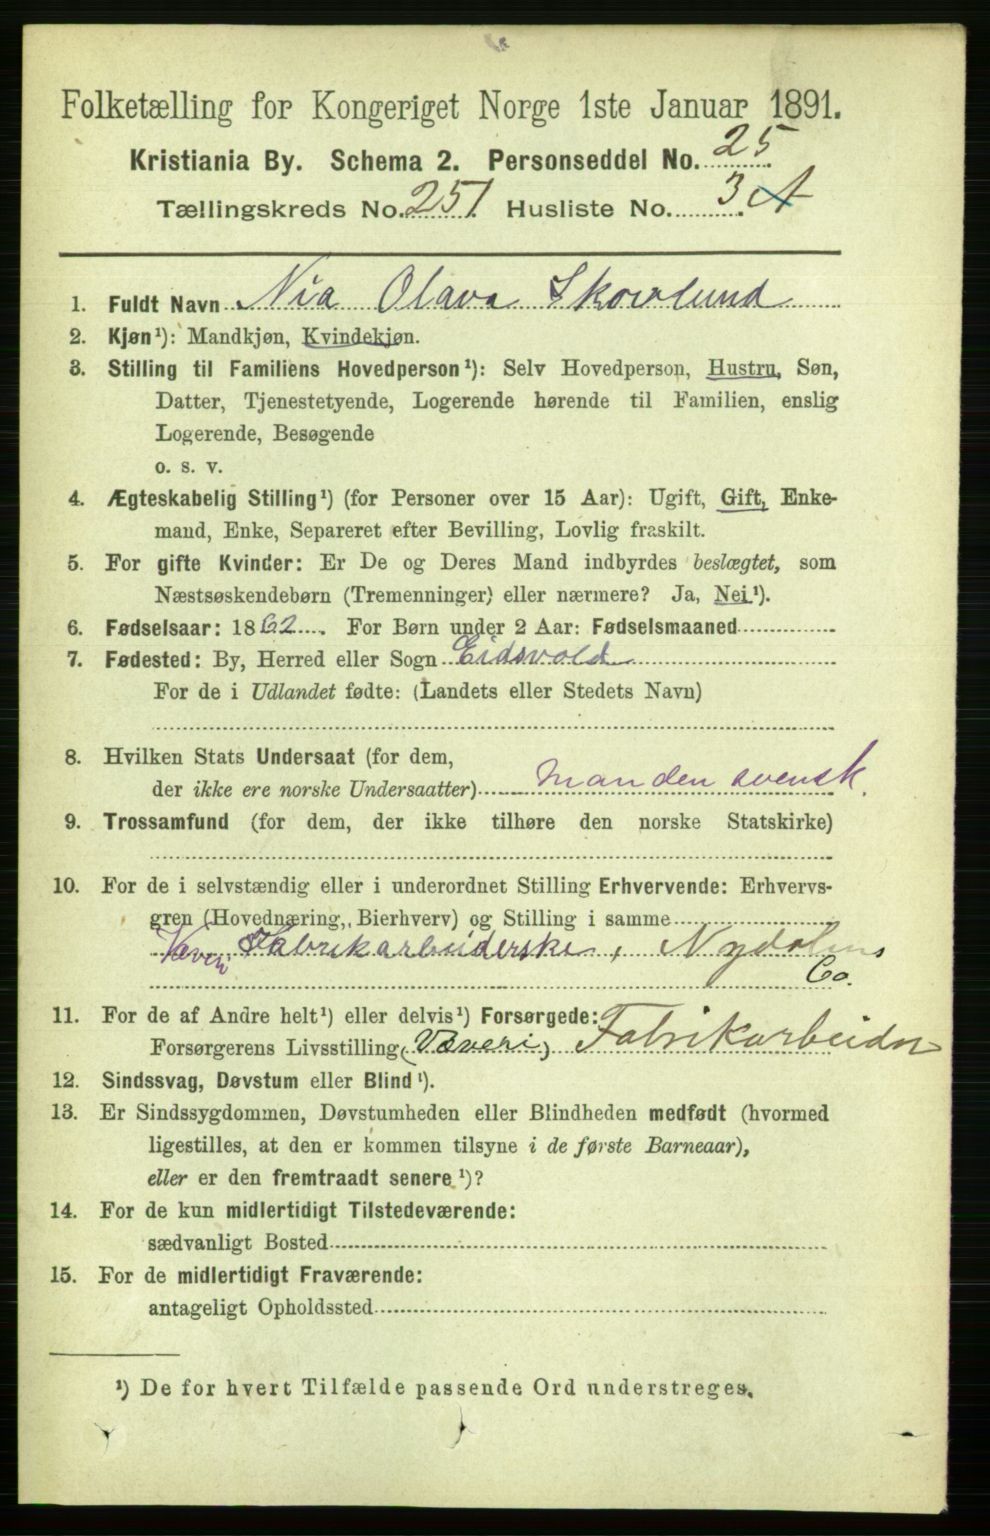 Folketælling for Kongeriget Norge 1ste Januar 1891.
Kristiania By. Schema 2. Personseddel No. 25
Tællingskreds No. 251. Husliste No. 3 A
1. Fuldt Navn Nia Olava Skovlund
2. Kjøn¹): Mandkjøn, Kvindekjøn.
3. Stilling til Familiens Hovedperson¹): Selv Hovedperson, Hustru, Søn,
Datter, Tjenestetyende, Logerende hørende til Familien, enslig
Logerende, Besøgende
o. s. v.
4. Ægteskabelig Stilling¹) (for Personer over 15 Aar): Ugift, Gift, Enke-
mand, Enke, Separeret efter Bevilling, Lovlig fraskilt.
5. For gifte Kvinder: Er De og Deres Mand indbyrdes beslægtet, som
Næstsøskendebørn (Tremenninger) eller nærmere? Ja, Nei¹).
6. Fødselsaar: 1862. For Børn under 2 Aar: Fødselsmaaned
7. Fødested: By, Herred eller Sogn Eidsvold
For de i Udlandet fødte: (Landets eller Stedets Navn)
8. Hvilken Stats Undersaat (for dem,
der ikke ere norske Undersaatter) Manden svensk.
9. Trossamfund (for dem, der ikke tilhøre den norske Statskirke)
10. For de i selvstændig eller i underordnet Stilling Erhvervende: Erhvervs-
gren (Hovednæring, Bierhverv) og Stilling i samme
Væveri Fabrikarbeiderske, Nydalens
Co.
11. For de af Andre helt¹) eller delvis¹) Forsørgede:
Forsørgerens Livsstilling (Væveri) Fabrikarbeider
12. Sindssvag, Døvstum eller Blind¹).
13. Er Sindssygdommen, Døvstumheden eller Blindheden medfødt (hvormed
ligestilles, at den er kommen tilsyne i de første Barneaar),
eller er den fremtraadt senere¹)?
14. For de kun midlertidigt Tilstedeværende:
sædvanligt Bosted
15. For de midlertidigt Fraværende:
antageligt Opholdssted
¹) De for hvert Tilfælde passende Ord understreges.